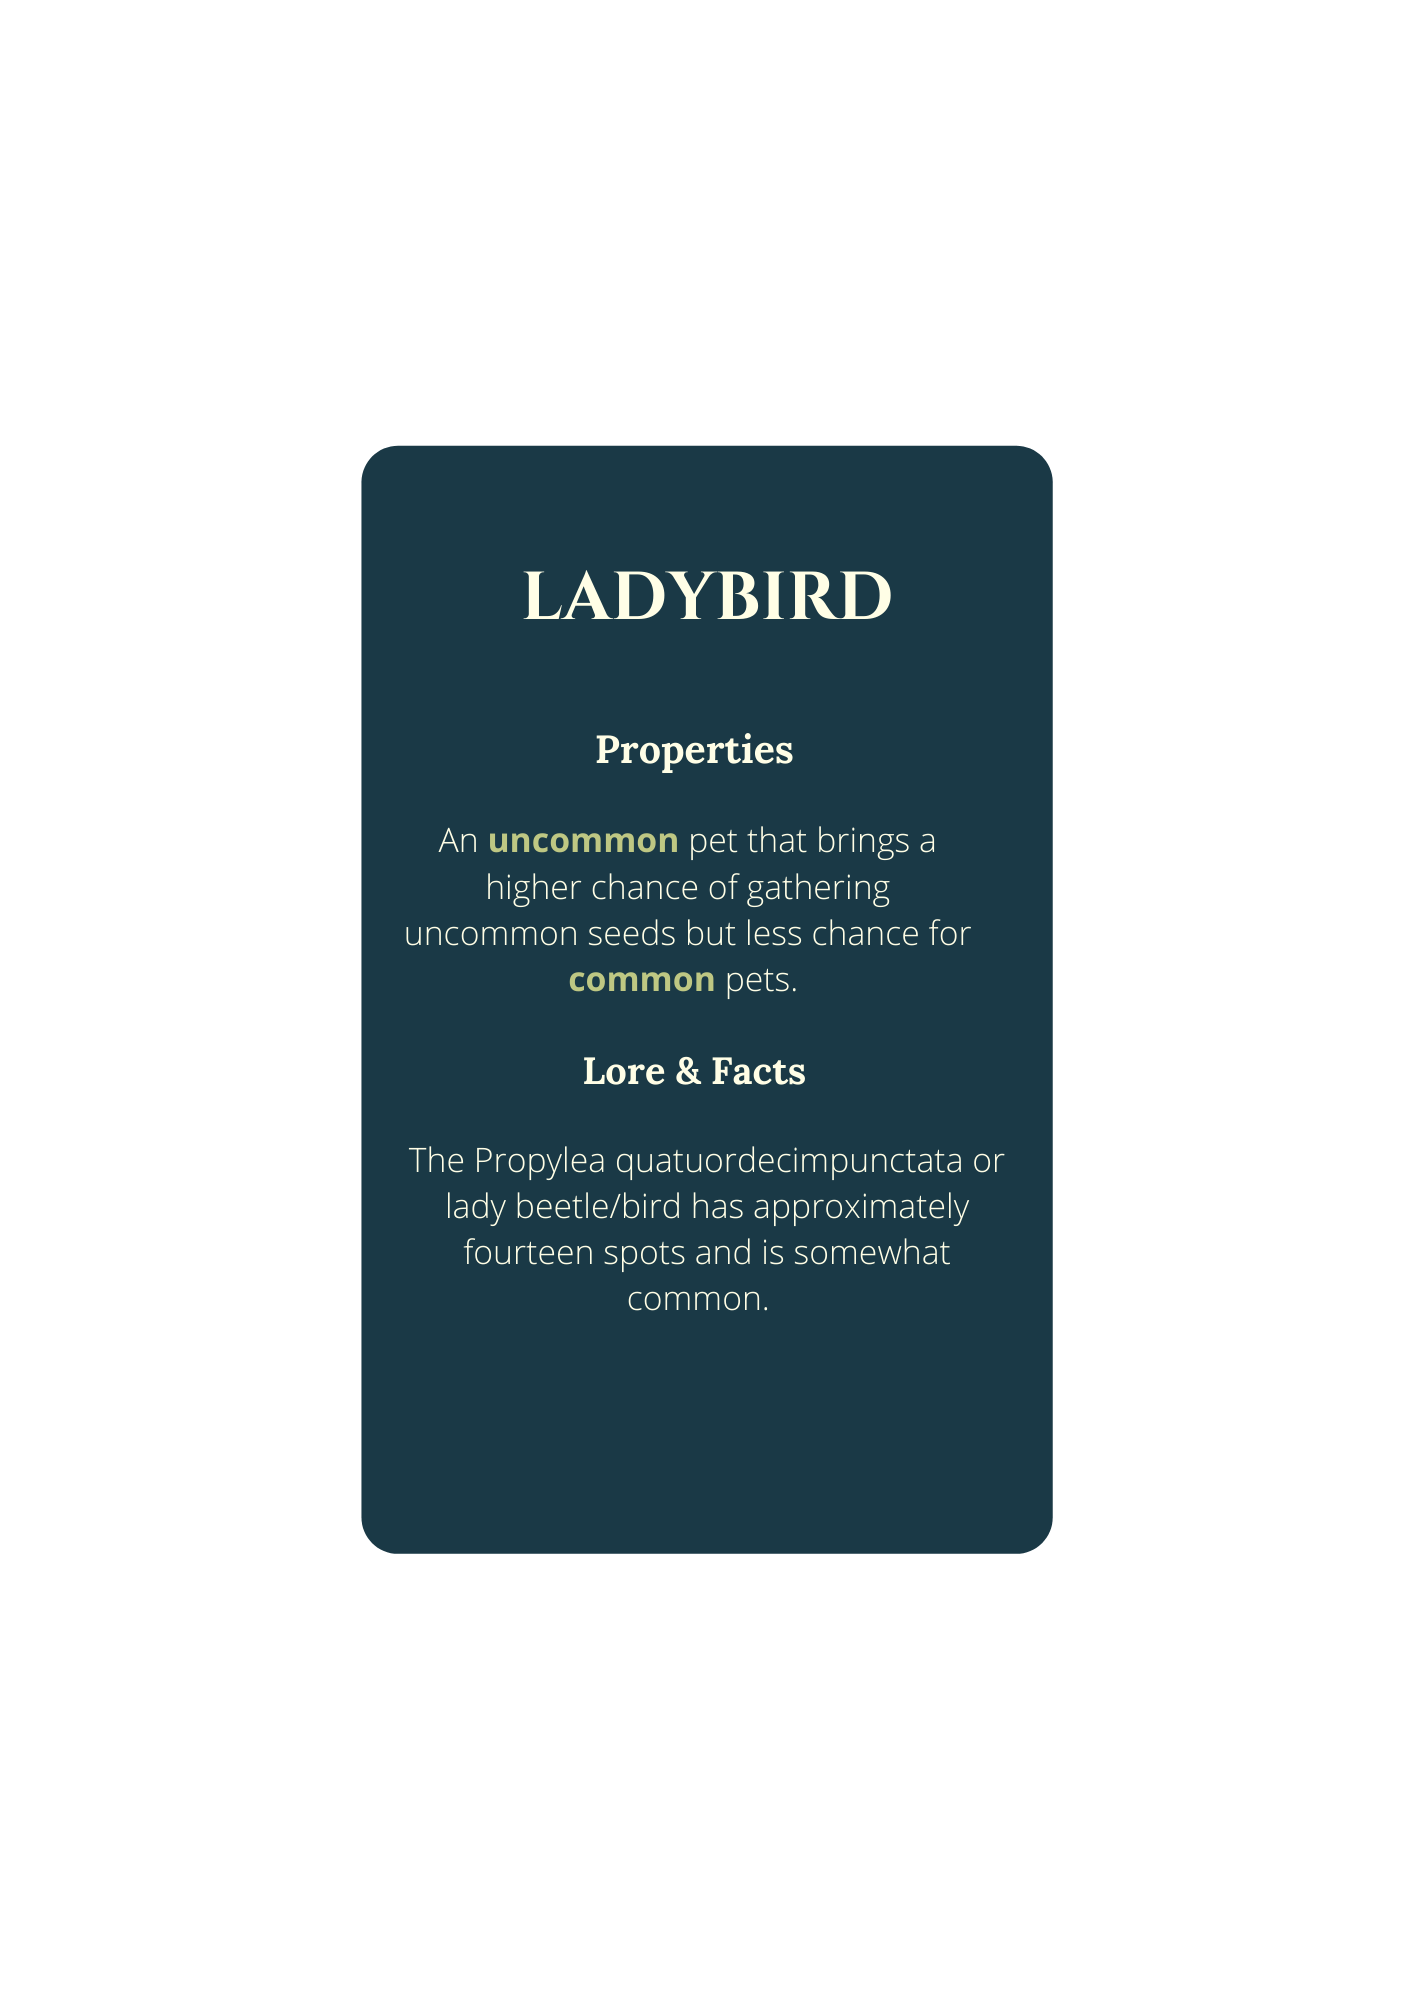 LADYBIRD
Properties
An uncommon pet that brings a
higher chance of gathering
uncommon seeds but less chance for
common pets.
Lore & Facts
The Propylea quatuordecimpunctata or
lady beetle/bird has approximately
fourteen spots and is somewhat
common.